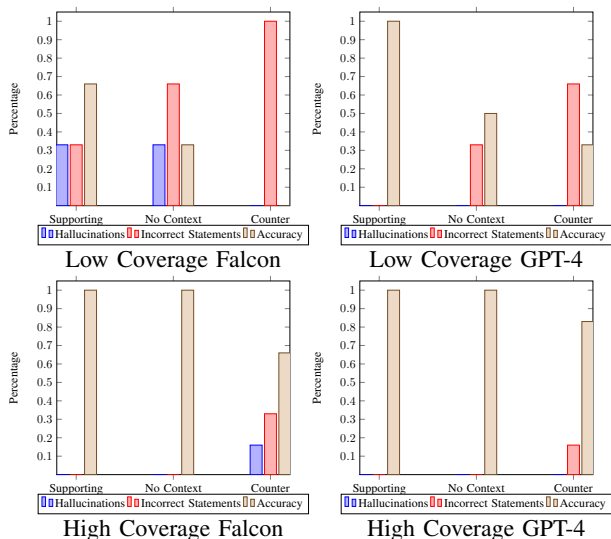 1
0.9
0.8
0.7
0.6
0.5
0.4
0.3
0.2
0.1
Percentage
Supporting No Context Counter
Hallucinations Incorrect Statements Accuracy
Low Coverage Falcon
1
0.9
0.8
0.7
0.6
0.5
0.4
0.3
0.2
0.1
Percentage
Supporting No Context Counter
Hallucinations Incorrect Statements Accuracy
Low Coverage GPT-4
1
0.9
0.8
0.7
0.6
0.5
0.4
0.3
0.2
0.1
Percentage
Supporting No Context Counter
Hallucinations Incorrect Statements Accuracy
High Coverage Falcon
1
0.9
0.8
0.7
0.6
0.5
0.4
0.3
0.2
0.1
Percentage
Supporting No Context Counter
Hallucinations Incorrect Statements Accuracy
High Coverage GPT-4